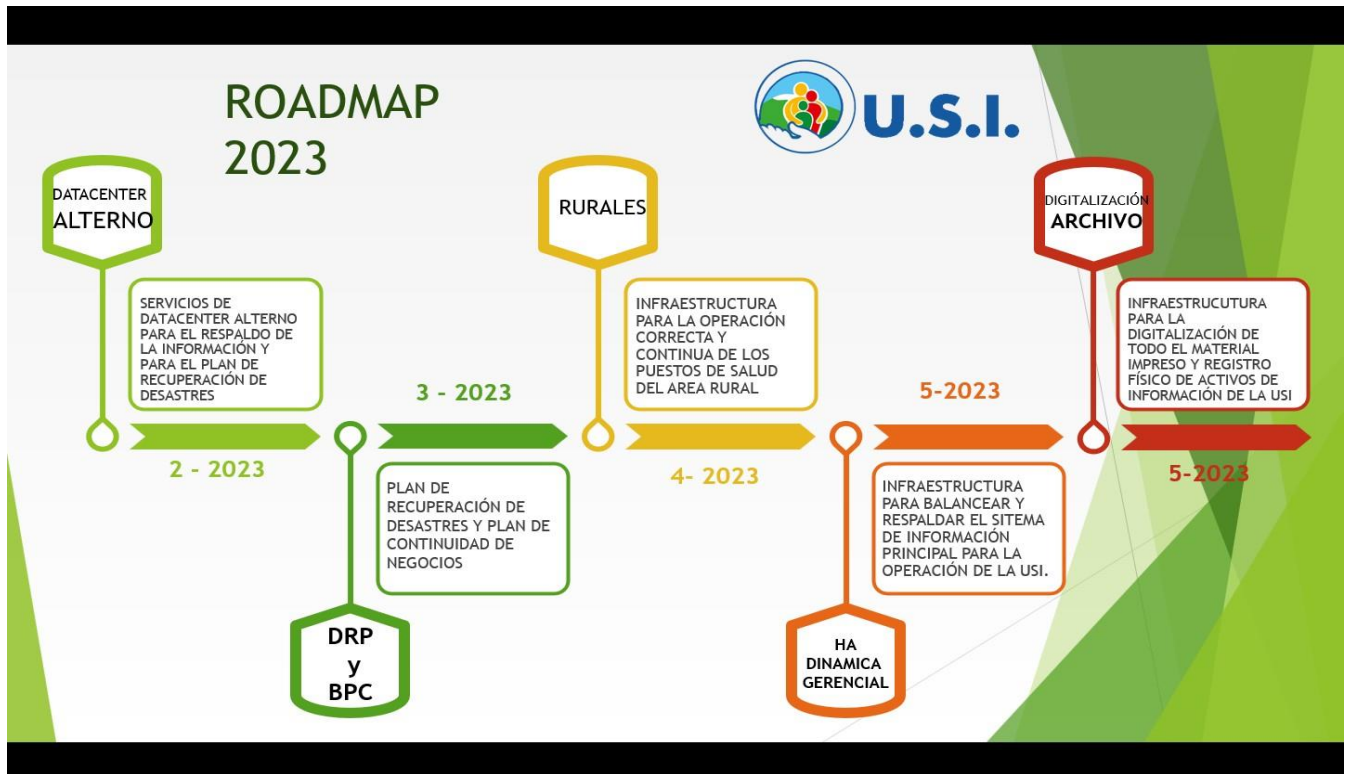 ROADMAP
2023
U.S.I.
DATACENTER
ALTERNO
SERVICIOS DE
DATACENTER ALTERNO
PARA EL RESPALDO DE
LA INFORMACIÓN Y
PARA EL PLAN DE
RECUPERACIÓN DE
DESASTRES
2 - 2023
3 - 2023
PLAN DE
RECUPERACIÓN DE
DESASTRES Y PLAN DE
CONTINUIDAD DE
NEGOCIOS
DRP
y
BPC
RURALES
INFRAESTRUCTURA
PARA LA OPERACIÓN
CORRECTA Y
CONTINUA DE LOS
PUESTOS DE SALUD
DEL AREA RURAL
4- 2023
5-2023
INFRAESTRUCTURA
PARA BALANCEAR Y
RESPALDAR EL SITEMA
DE INFORMACIÓN
PRINCIPAL PARA LA
OPERACIÓN DE LA USI.
HA
DINAMICA
GERENCIAL
DIGITALIZACIÓN
ARCHIVO
INFRAESTRUCUTURA
PARA LA
DIGITALIZACIÓN DE
TODO EL MATERIAL
IMPRESO Y REGISTRO
FÍSICO DE ACTIVOS DE
INFORMACIÓN DE LA USI
5-2023